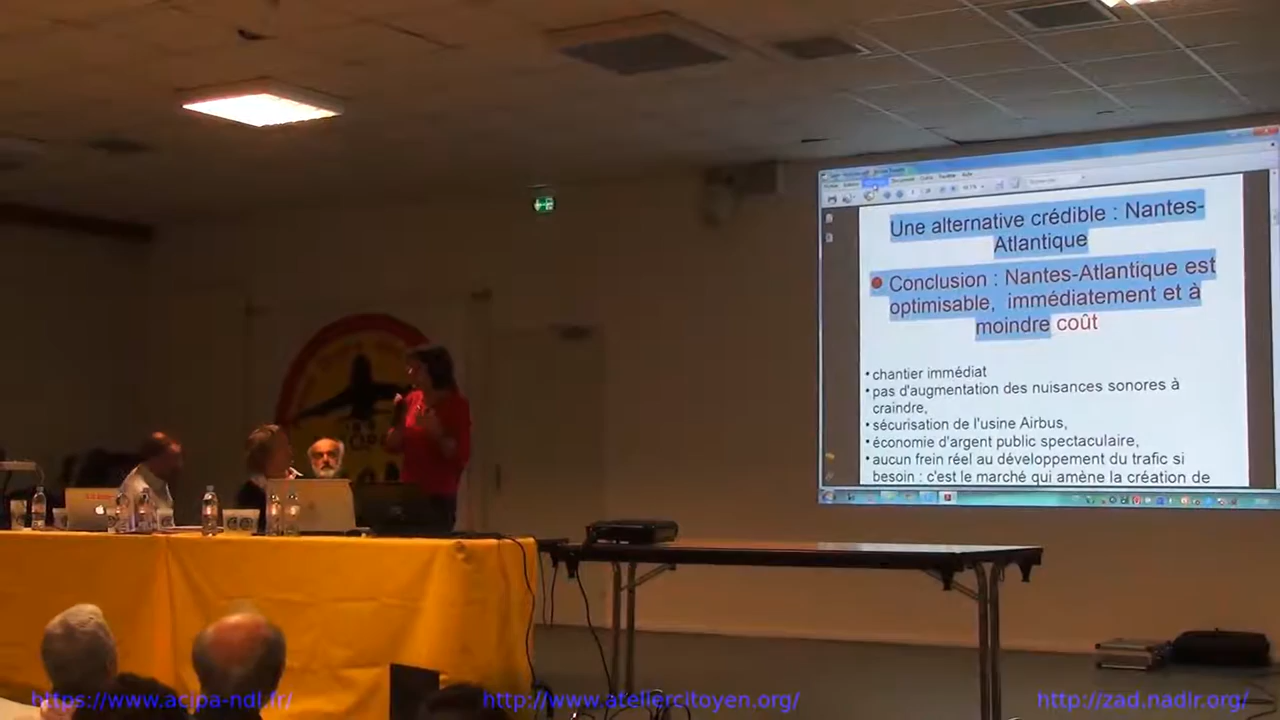 Une alternative crédible : Nantes-
Atlantique
Conclusion : Nantes-Atlantique est
optimisable, immédiatement et à
moindre coût
• chantier immédiat
• pas d'augmentation des nuisances sonores à
craindre,
• sécurisation de l'usine Airbus,
• économie d'argent public spectaculaire,
• aucun frein réel au développement du trafic si
besoin : c'est le marché qui amène la création de
https://www.acipa-ndl.fr/
http://www.ateliercitoyen.org/
http://zad.nadir.org/